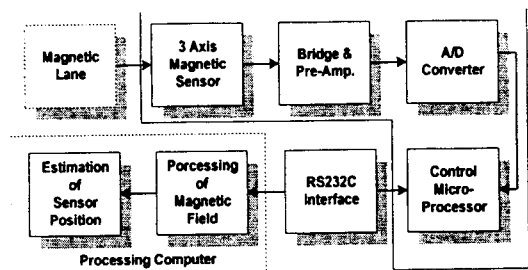 Magnetic
Lane
3 Axis
Magnetic
Sensor
Bridge &
Pre-Amp.
A/D
Converter
Estimation
of
Sensor
Position
Porcessing
of
Magnetic
Field
RS232C
Interface
Control
Micro-
Processor
Processing Computer